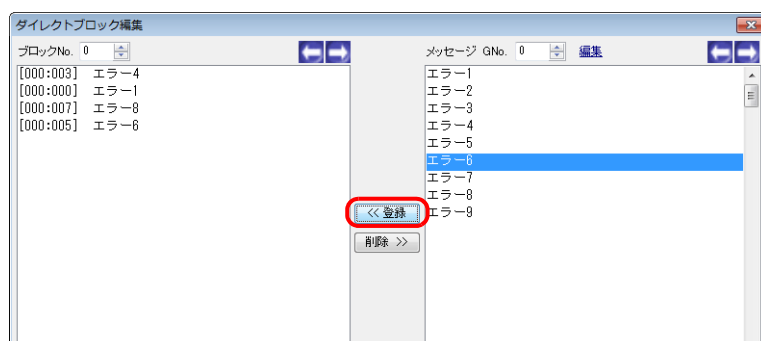 ダイレクトブロック編集
ブロックNo. 0
[000:003] エラー4
[000:000] エラー1
[000:007] エラー8
[000:005] エラー6
<< 登録
削除 >>
メッセージ GNo. 0 編集
エラー1
エラー2
エラー3
エラー4
エラー5
エラー6
エラー7
エラー8
エラー9